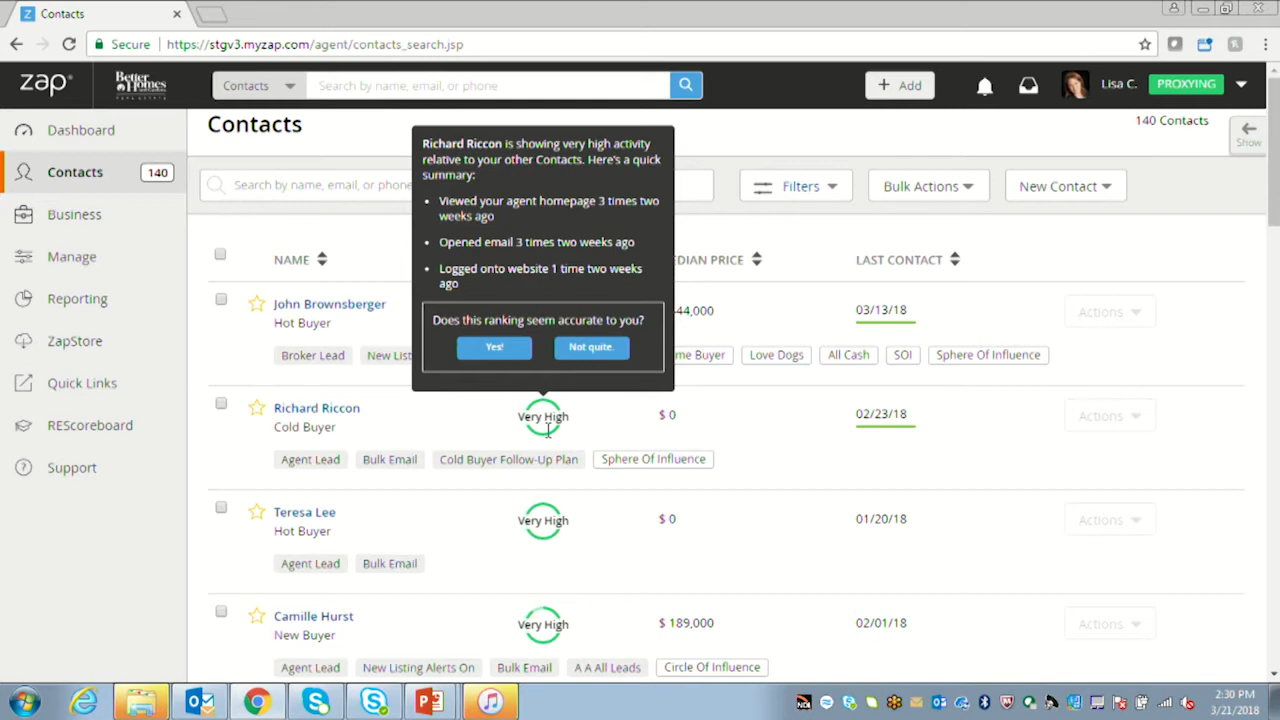 Contacts
Secure https://stgv3.myzap.com/agent/contacts_search.jsp
zap
Better Homes
Contacts
Search by name, email, or phone
+ Add
Lisa C.
PROXYING
Dashboard
Contacts
140
Business
Manage
Reporting
ZapStore
Quick Links
REScoreboard
Support
Contacts
140 Contacts
Show
Search by name, email, or phone
Filters
Bulk Actions
New Contact
NAME
LAST CONTACT
Richard Riccon is showing very high activity
relative to your other Contacts. Here's a quick
summary:
• Viewed your agent homepage 3 times two
weeks ago
• Opened email 3 times two weeks ago
• Logged onto website 1 time two weeks
ago
Does this ranking seem accurate to you?
Yes!
Not quite.
John Brownsberger
Hot Buyer
44,000
03/13/18
Actions
Broker Lead
Buyer
Love Dogs
All Cash
SOI
Sphere Of Influence
Richard Riccon
Cold Buyer
Very High
$ 0
02/23/18
Actions
Agent Lead
Bulk Email
Cold Buyer Follow-Up Plan
Sphere Of Influence
Teresa Lee
Hot Buyer
Very High
$ 0
01/20/18
Actions
Agent Lead
Bulk Email
Camille Hurst
New Buyer
Very High
$ 189,000
02/01/18
Actions
Agent Lead
New Listing Alerts On
Bulk Email
A A All Leads
Circle Of Influence
2:30 PM
3/21/2018